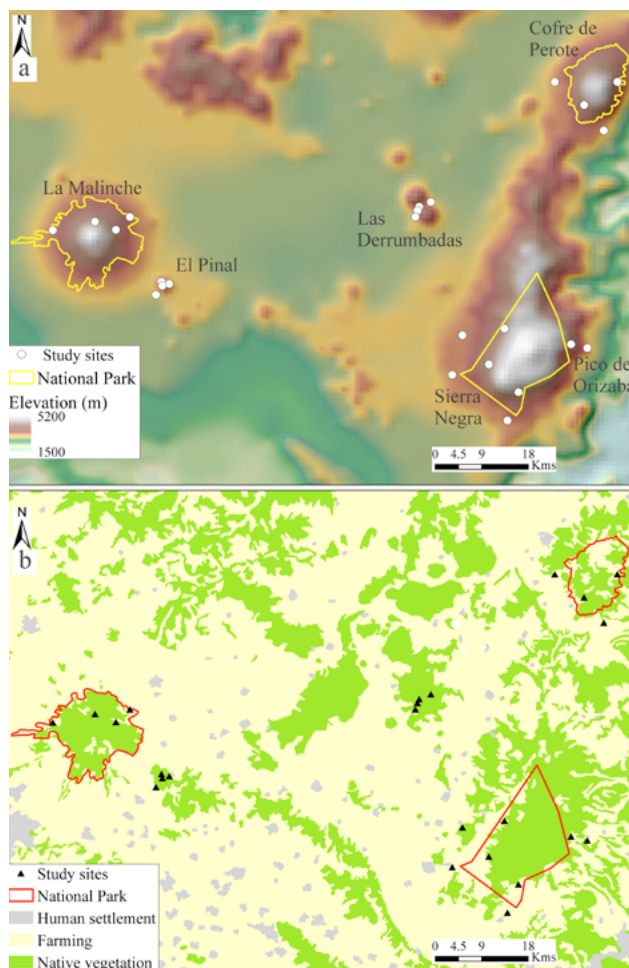 N
a
Cofre de
Perote
La Malinche
Las
Derrumbadas
El Pinal
Study sites
National Park
Elevation (m)
5200
1500
Sierra
Negra
Pico de
Orizaba
0 4.5 9 18
Kms
N
b
Study sites
National Park
Human settlement
Farming
Native vegetation
0 4.5 9 18
Kms